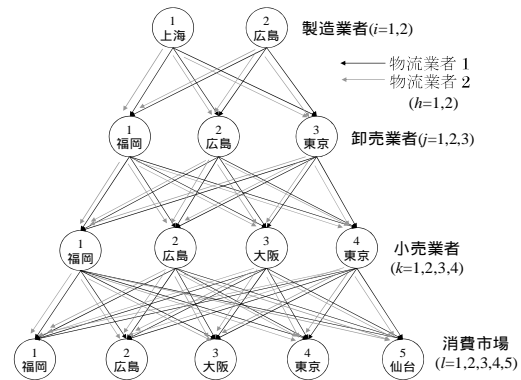 1
上海
2
広島
製造業者(i=1,2)
物流業者 1
物流業者 2
(h=1,2)
1
福岡
2
広島
3
東京
卸売業者(j=1,2,3)
1
福岡
2
広島
3
大阪
4
東京
小売業者
(k=1,2,3,4)
1
福岡
2
広島
3
大阪
4
東京
5
仙台
消費市場
(l=1,2,3,4,5)